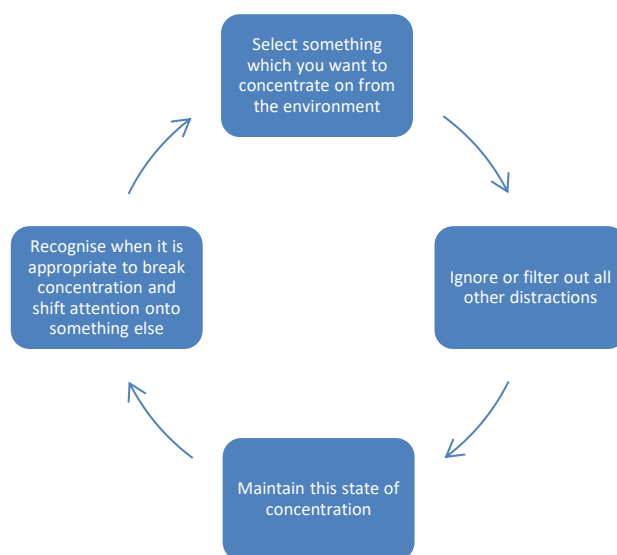 Select something
which you want to
concentrate on from
the environment
Ignore or filter out all
other distractions
Maintain this state of
concentration
Recognise when it is
appropriate to break
concentration and
shift attention onto
something else